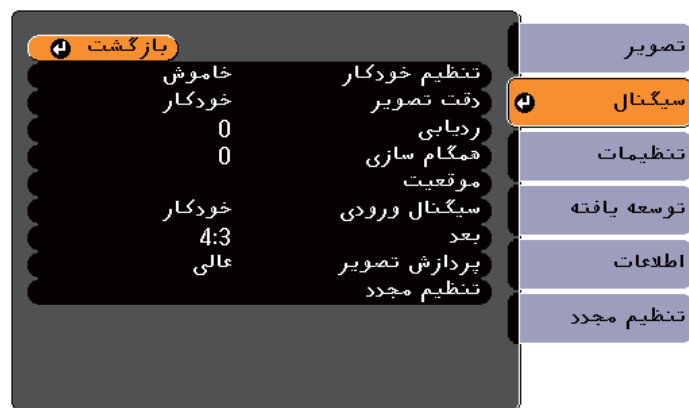 تصویر
سیگنال
تنظیمات
توسعه یافته
اطلاعات
تنظیم مجدد
بازگشت
تنظیم خودکار خاموش
دقت تصویر خودکار
ردیابی 0
همگام سازی 0
موقعیت
سیگنال ورودی خودکار
بعد 4:3
پردازش تصویر عالی
تنظیم مجدد